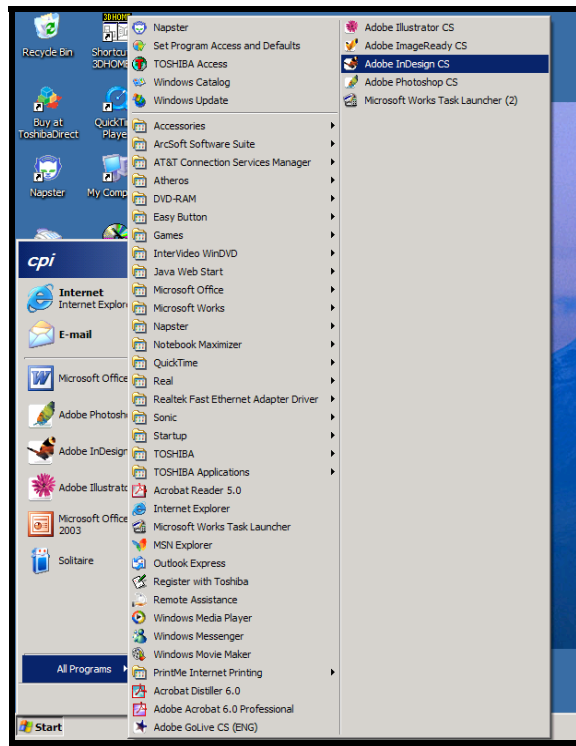 Recycle Bin
Shortcu
3DHOME
Buy at
ToshibaDirect
QuickTi
Playe
Napster
My Comp
cpi
Internet
Internet Explor
E-mail
Microsoft Office
Adobe Photosh
Adobe InDesign
Adobe Illustrato
Microsoft Office
2003
Solitaire
All Programs
Start
Napster
Set Program Access and Defaults
TOSHIBA Access
Windows Catalog
Windows Update
Accessories
ArcSoft Software Suite
AT&T Connection Services Manager
Atheros
DVD-RAM
Easy Button
Games
InterVideo WinDVD
Java Web Start
Microsoft Office
Microsoft Works
Napster
Notebook Maximizer
QuickTime
Real
Realtek Fast Ethernet Adapter Driver
Sonic
Startup
TOSHIBA
TOSHIBA Applications
Acrobat Reader 5.0
Internet Explorer
Microsoft Works Task Launcher
MSN Explorer
Outlook Express
Register with Toshiba
Remote Assistance
Windows Media Player
Windows Messenger
Windows Movie Maker
PrintMe Internet Printing
Acrobat Distiller 6.0
Adobe Acrobat 6.0 Professional
Adobe GoLive CS (ENG)
Adobe Illustrator CS
Adobe ImageReady CS
Adobe InDesign CS
Adobe Photoshop CS
Microsoft Works Task Launcher (2)